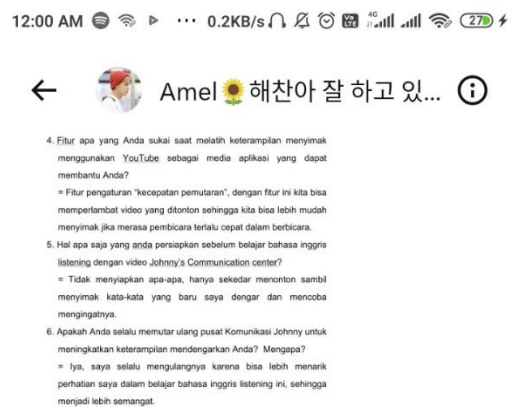 12:00 AM ... 0.2KB/s Vo LTE 4G 27
Amel 해찬아 잘 하고 있...
4. Fitur apa yang Anda sukai saat melatih keterampilan menyimak
menggunakan YouTube sebagai media aplikasi yang dapat
membantu Anda?
= Fitur pengaturan "kecepatan pemutaran", dengan fitur ini kita bisa
memperlambat video yang ditonton sehingga kita bisa lebih mudah
menyimak jika merasa pembicara terlalu cepat dalam berbicara.
5. Hal apa saja yang anda persiapkan sebelum belajar bahasa inggris
listening dengan video Johnny's Communication center?
= Tidak menyiapkan apa-apa, hanya sekedar menonton sambil
menyimak kata-kata yang baru saya dengar dan mencoba
mengingatnya.
6. Apakah Anda selalu memutar ulang pusat Komunikasi Johnny untuk
meningkatkan keterampilan mendengarkan Anda? Mengapa?
= Iya, saya selalu mengulangnya karena bisa lebih menarik
perhatian saya dalam belajar bahasa inggris listening ini, sehingga
menjadi lebih semangat.